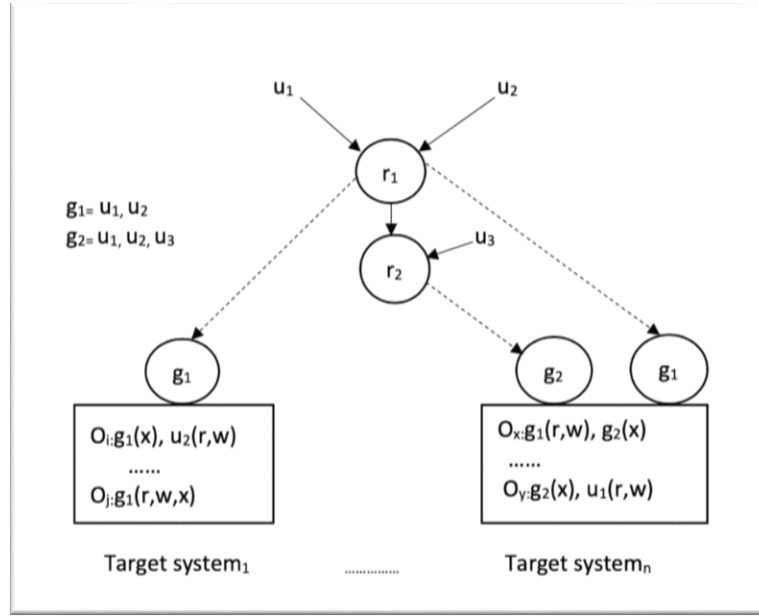 u₁ u₂
r₁
g₁= u₁, u₂
g₂= u₁, u₂, u₃
u₃
r₂
g₁ g₂ g₁
Oᵢ:g₁(x), u₂(r,w)
......
Oⱼ:g₁(r,w,x)
Oₓ:g₁(r,w), g₂(x)
......
Oᵧ:g₂(x), u₁(r,w)
Target system₁ .............. Target systemₙ